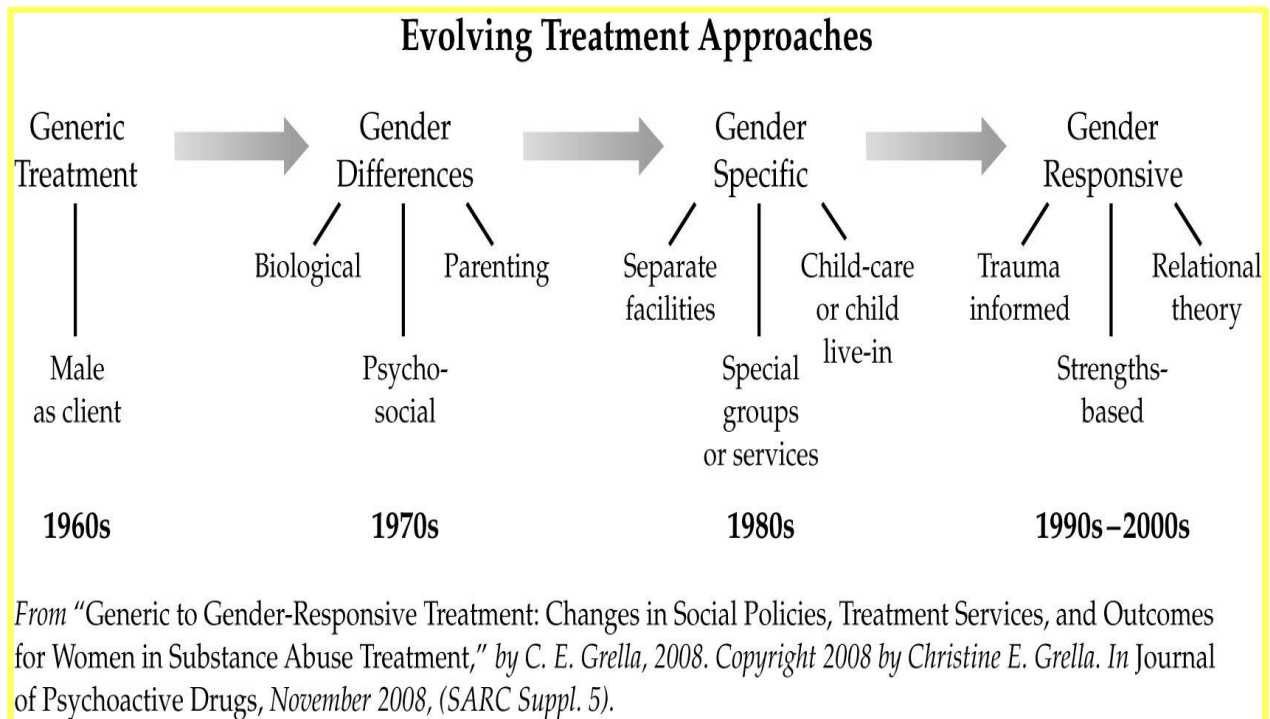 Evolving Treatment Approaches
Generic
Treatment
Male
as client
1960s
Gender
Differences
Biological
Psycho-
social
Parenting
1970s
Gender
Specific
Separate
facilities
Special
groups
or services
Child-care
or child
live-in
1980s
Gender
Responsive
Trauma
informed
Strengths-
based
Relational
theory
1990s–2000s
From “Generic to Gender-Responsive Treatment: Changes in Social Policies, Treatment Services, and Outcomes
for Women in Substance Abuse Treatment,” by C. E. Grella, 2008. Copyright 2008 by Christine E. Grella. In Journal
of Psychoactive Drugs, November 2008, (SARC Suppl. 5).